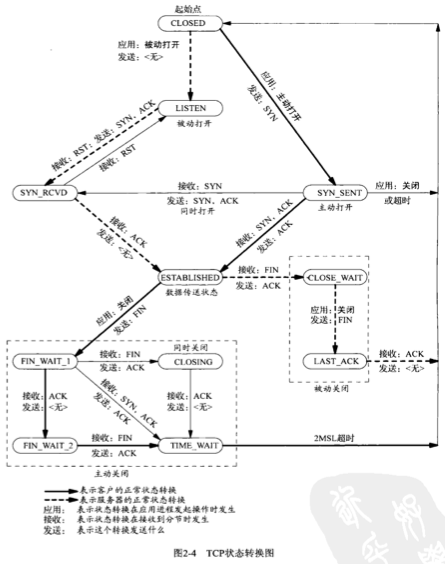 起始点
CLOSED
应用：被动打开
发送：<无>
应用：主动打开
发送：SYN
LISTEN
被动打开
接收：RST；发送：SYN，ACK
接收：RST
SYN_RCVD
接收：SYN
发送：SYN，ACK
同时打开
SYN_SENT
主动打开
应用：关闭
或超时
接收：ACK
发送：<无>
接收：SYN，ACK
发送：ACK
ESTABLISHED
数据传送状态
接收：FIN
发送：ACK
CLOSE_WAIT
应用：关闭
发送：FIN
LAST_ACK
接收：ACK
发送：<无>
被动关闭
应用：关闭
发送：FIN
同时关闭
FIN_WAIT_1
接收：FIN
发送：ACK
CLOSING
接收：ACK
发送：<无>
接收：SYN，ACK
发送：ACK
接收：ACK
发送：<无>
FIN_WAIT_2
接收：FIN
发送：ACK
TIME_WAIT
2MSL超时
主动关闭
表示客户的正常状态转换
表示服务器的正常状态转换
应用： 表示状态转换在应用进程发起操作时发生
接收： 表示状态转换在接收到分节时发生
发送： 表示这个转换发送什么
图2-4 TCP状态转换图